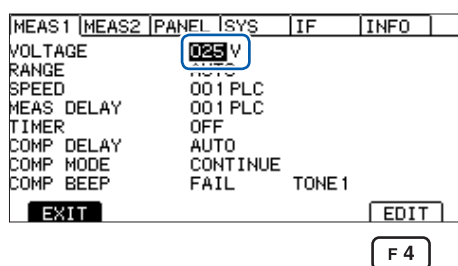 MEAS1 MEAS2 PANEL SYS IF INFO
VOLTAGE 025 V
RANGE AUTO
SPEED 001 PLC
MEAS DELAY 001 PLC
TIMER OFF
COMP DELAY AUTO
COMP MODE CONTINUE
COMP BEEP FAIL TONE1
EXIT EDIT
F4